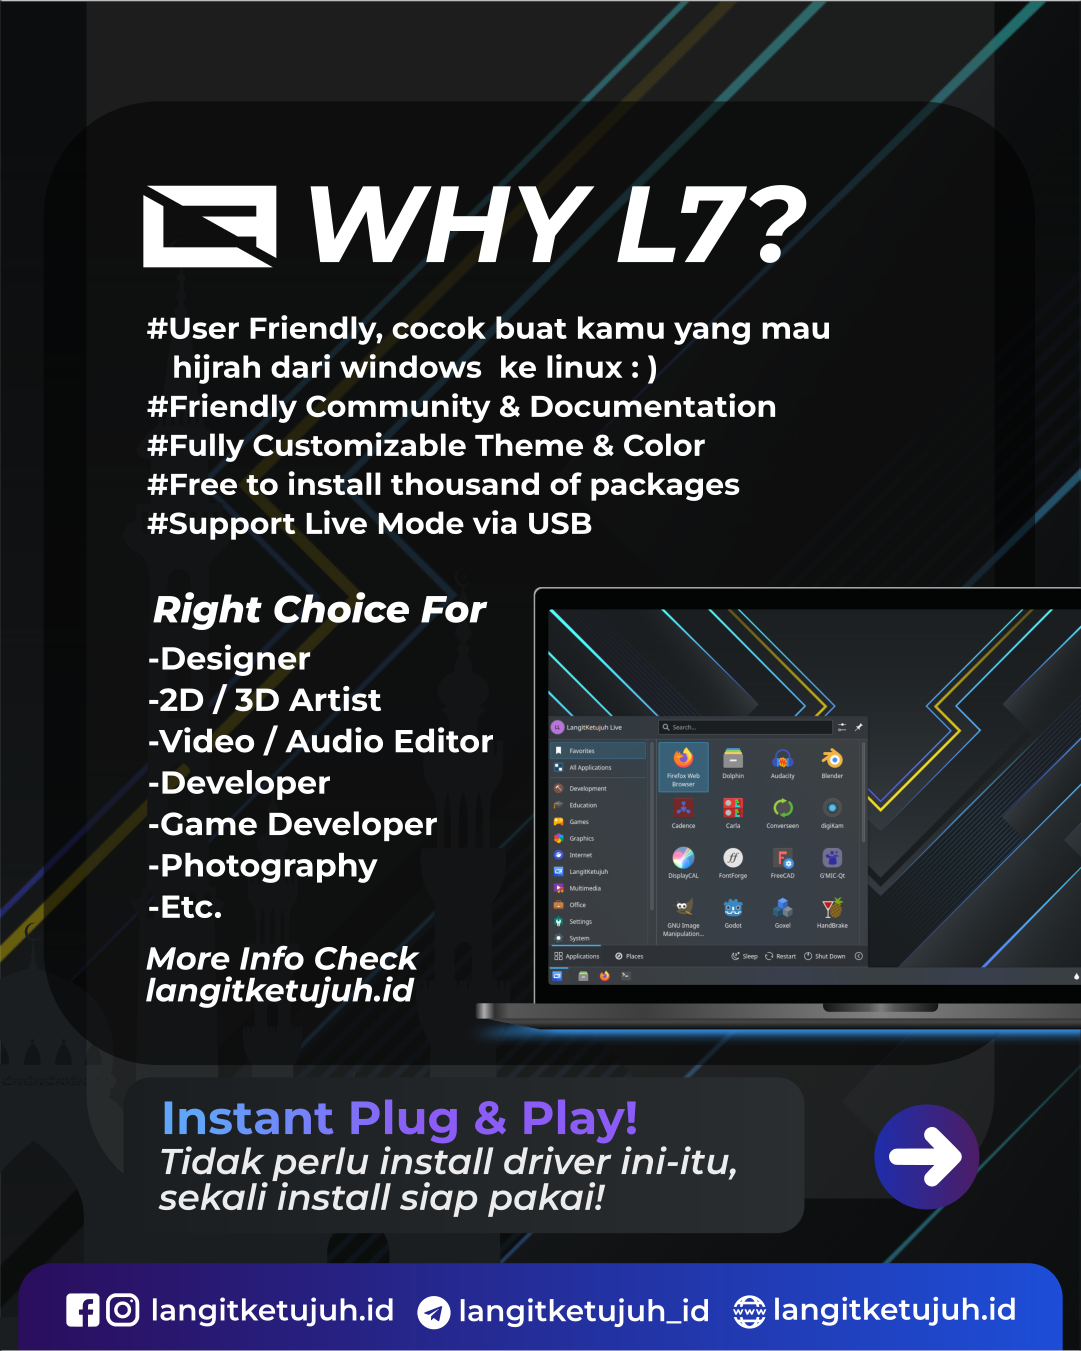 WHY L7?
#User Friendly, cocok buat kamu yang mau
hijrah dari windows  ke linux : )
#Friendly Community & Documentation
#Fully Customizable Theme & Color
#Free to install thousand of packages
#Support Live Mode via USB
Right Choice For
-Designer
-2D / 3D Artist
-Video / Audio Editor
-Developer
-Game Developer
-Photography
-Etc.
More Info Check
langitketujuh.id
LL LangitKetujuh Live
Search...
Favorites
All Applications
Development
Education
Games
Graphics
Internet
LangitKetujuh
Multimedia
Office
Settings
System
Firefox Web
Browser
Dolphin
Audacity
Blender
Cadence
Carla
Converseen
digiKam
DisplayCAL
FontForge
FreeCAD
G'MIC-Qt
GNU Image
Manipulation...
Godot
Goxel
HandBrake
Applications
Places
Sleep
Restart
Shut Down
Instant Plug & Play!
Tidak perlu install driver ini-itu,
sekali install siap pakai!
langitketujuh.id langitketujuh_id www langitketujuh.id